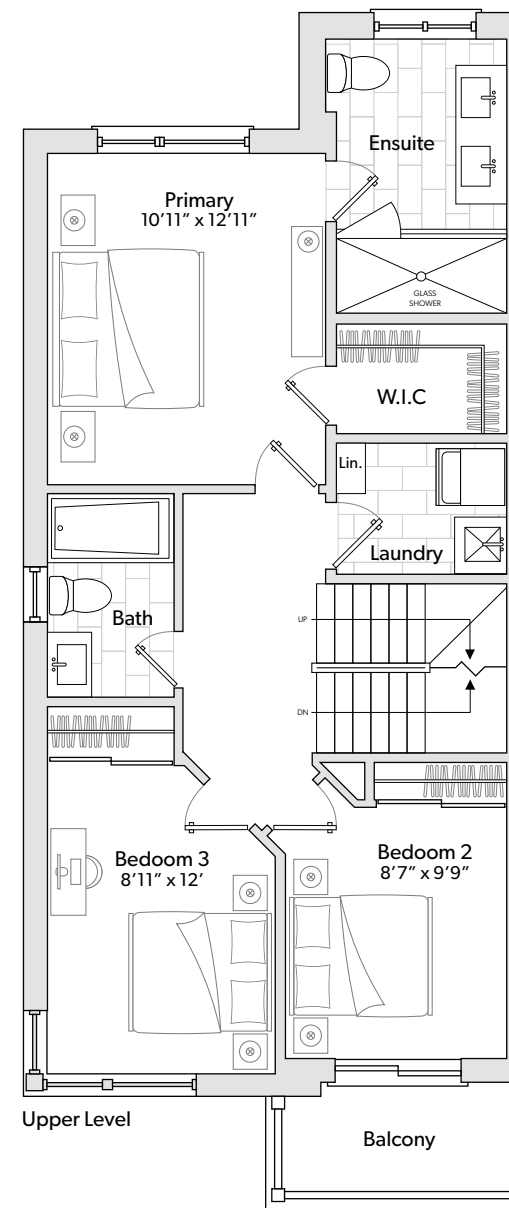 Ensuite
Primary
10'11" x 12'11"
GLASS
SHOWER
W.I.C
Lin.
Laundry
Bath
UP
DN
Bedoom 3
8'11" x 12'
Bedoom 2
8'7" x 9'9"
Upper Level
Balcony